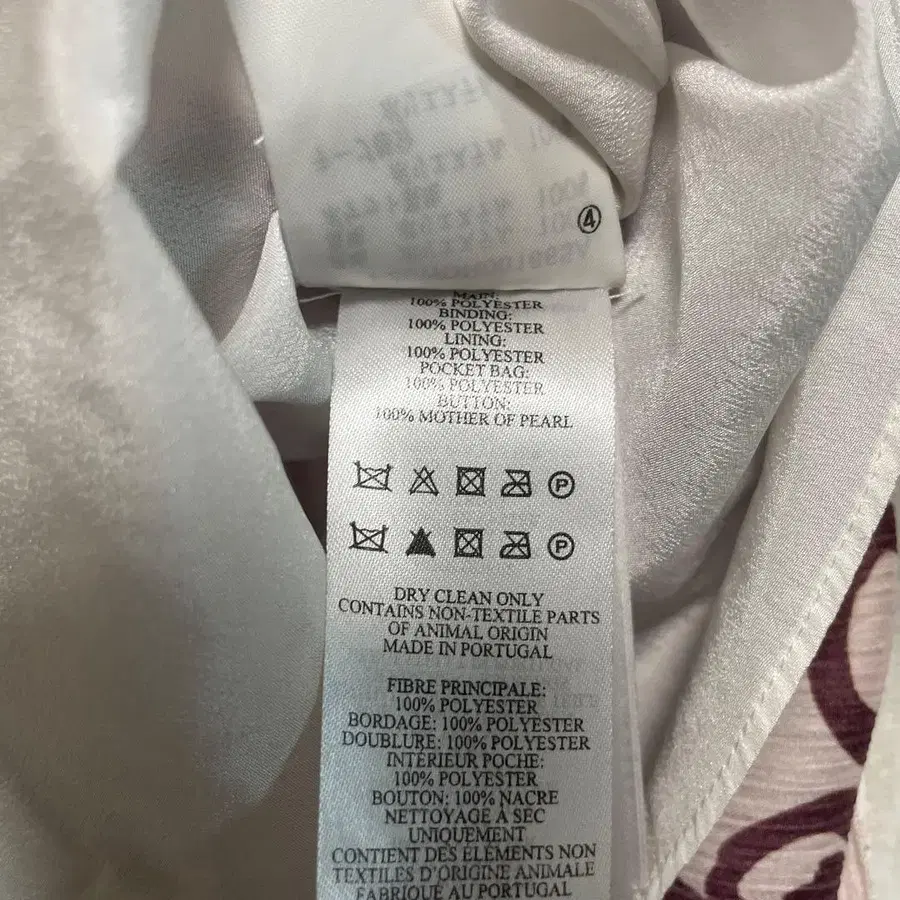 ④
MAIN:
100% POLYESTER
BINDING:
100% POLYESTER
LINING:
100% POLYESTER
POCKET BAG:
100% POLYESTER
BUTTON:
100% MOTHER OF PEARL
P
P
DRY CLEAN ONLY
CONTAINS NON-TEXTILE PARTS
OF ANIMAL ORIGIN
MADE IN PORTUGAL
FIBRE PRINCIPALE:
100% POLYESTER
BORDAGE: 100% POLYESTER
DOUBLURE: 100% POLYESTER
INTÉRIEUR POCHE:
100% POLYESTER
BOUTON: 100% NACRE
NETTOYAGE À SEC
UNIQUEMENT
CONTIENT DES ÉLÉMENTS NON
TEXTILES D'ORIGINE ANIMALE
FABRIQUÉ AU PORTUGAL